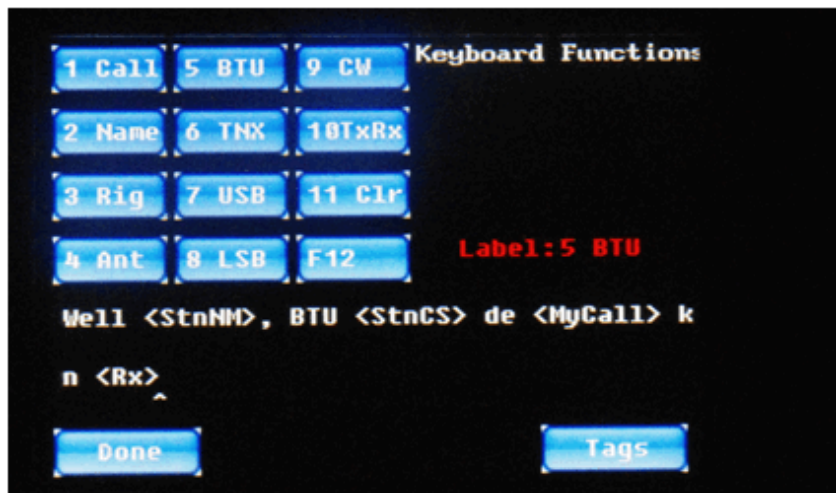 1 Call 5 BTU 9 CW Keyboard Functions
2 Name 6 TNX 10TxRx
3 Rig 7 USB 11 Clr
4 Ant 8 LSB F12 Label:5 BTU
Well <StnNM>, BTU <StnCS> de <MyCall> k
n <Rx>
^
Done Tags